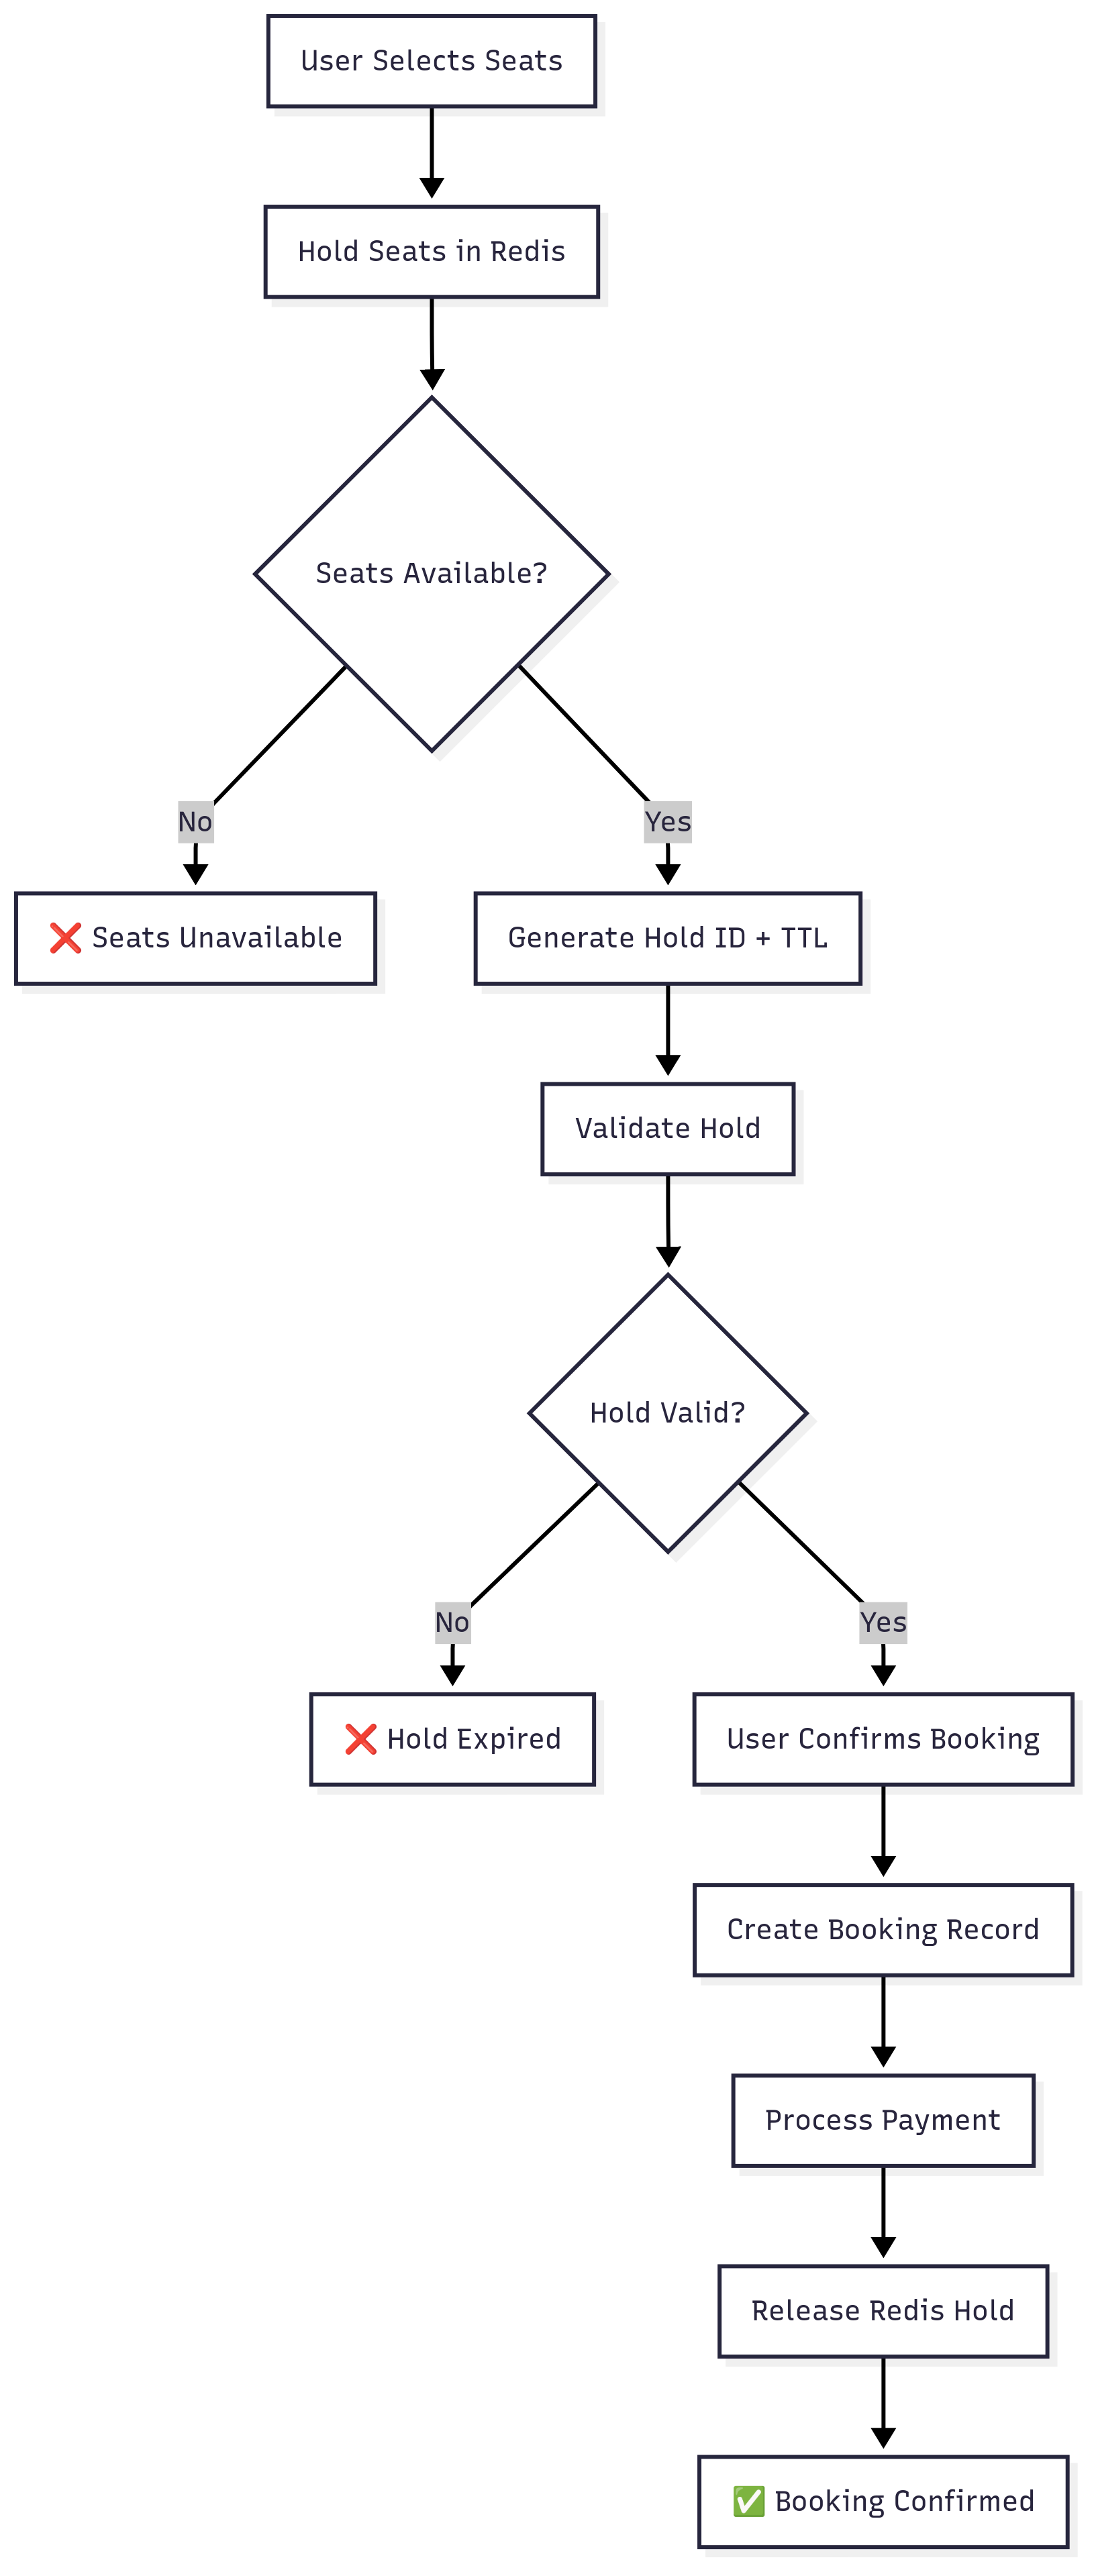 User Selects Seats
Hold Seats in Redis
Seats Available?
No
Yes
❌ Seats Unavailable
Generate Hold ID + TTL
Validate Hold
Hold Valid?
No
Yes
❌ Hold Expired
User Confirms Booking
Create Booking Record
Process Payment
Release Redis Hold
✅ Booking Confirmed